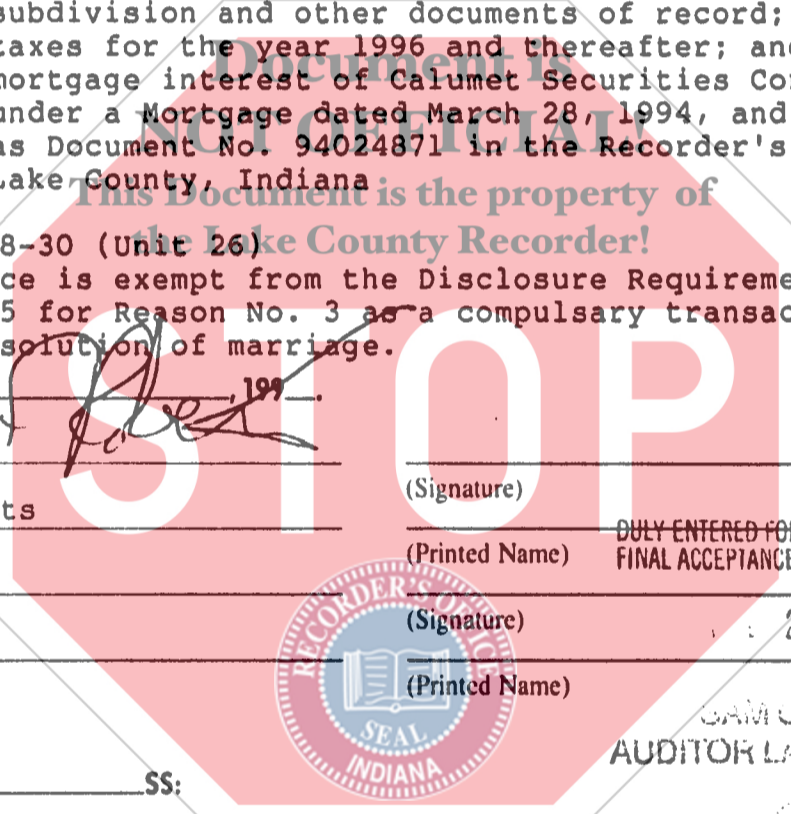 subdivision and other documents of record;
taxes for the year 1996 and thereafter; and
Document is
mortgage interest of Calumet Securities Co
under a Mortgage dated March 28, 1994, and
NOT OFFICIAL!
as Document No. 94024871 in the Recorder's
Lake County, Indiana
This Document is the property of
the Lake County Recorder!
8-30 (Unit 26)
ce is exempt from the Disclosure Requireme
5 for Reason No. 3 as a compulsary transac
solution of marriage.
, 199 .
STOP
(Signature)
ts
DULY ENTERED FO
(Printed Name)
FINAL ACCEPTANCE
RECORDER'S OFFICE
(Signature)
(Printed Name)
SEAL
INDIANA
SAM
AUDITOR LA
SS: